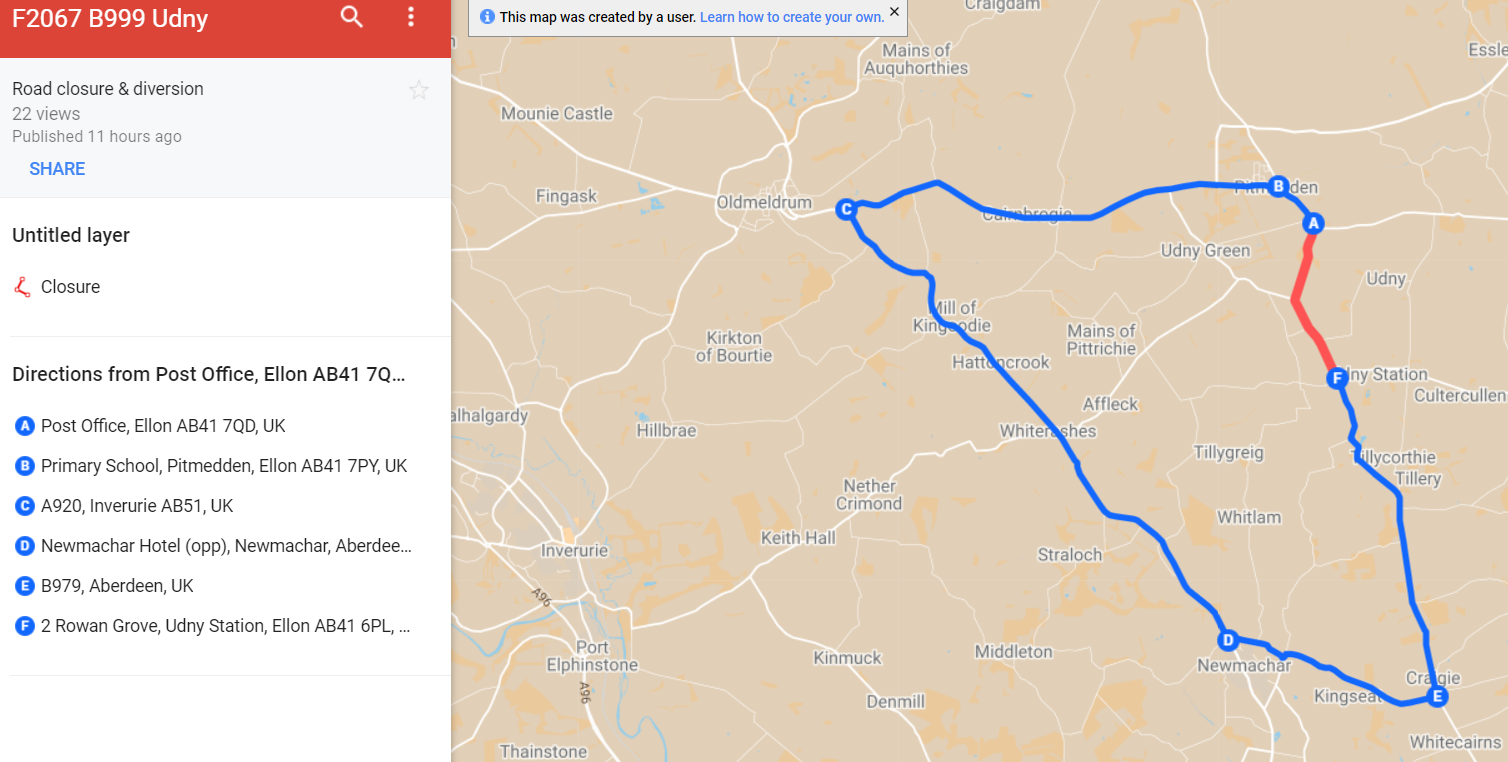 F2067 B999 Udny
Road closure & diversion
22 views
Published 11 hours ago
SHARE
Untitled layer
Closure
Directions from Post Office, Ellon AB41 7Q...
A Post Office, Ellon AB41 7QD, UK
B Primary School, Pitmedden, Ellon AB41 7PY, UK
C A920, Inverurie AB51, UK
D Newmachar Hotel (opp), Newmachar, Aberdee...
E B979, Aberdeen, UK
F 2 Rowan Grove, Udny Station, Ellon AB41 6PL, ...
This map was created by a user. Learn how to create your own.
Craigdam
Mains of
Auquhorthies
Essle
Mounie Castle
Fingask
Oldmeldrum
C
Cairnbrogie
B
A
Udny Green
Udny
Mill of
Kingoodie
Kirkton
of Bourtie
Mains of
Pittrichie
Hattoncrook
F
ny Station
Cultercullen
alhalgardy
Hillbrae
Affleck
Whiterashes
Tillygreig
Tillycorthie
Tillery
Nether
Crimond
Whitlam
Keith Hall
Inverurie
Straloch
A96
Port
Elphinstone
A96
Kinmuck
Middleton
D
Newmachar
Craigie
Kingseat
E
Denmill
Thainstone
Whitecairns